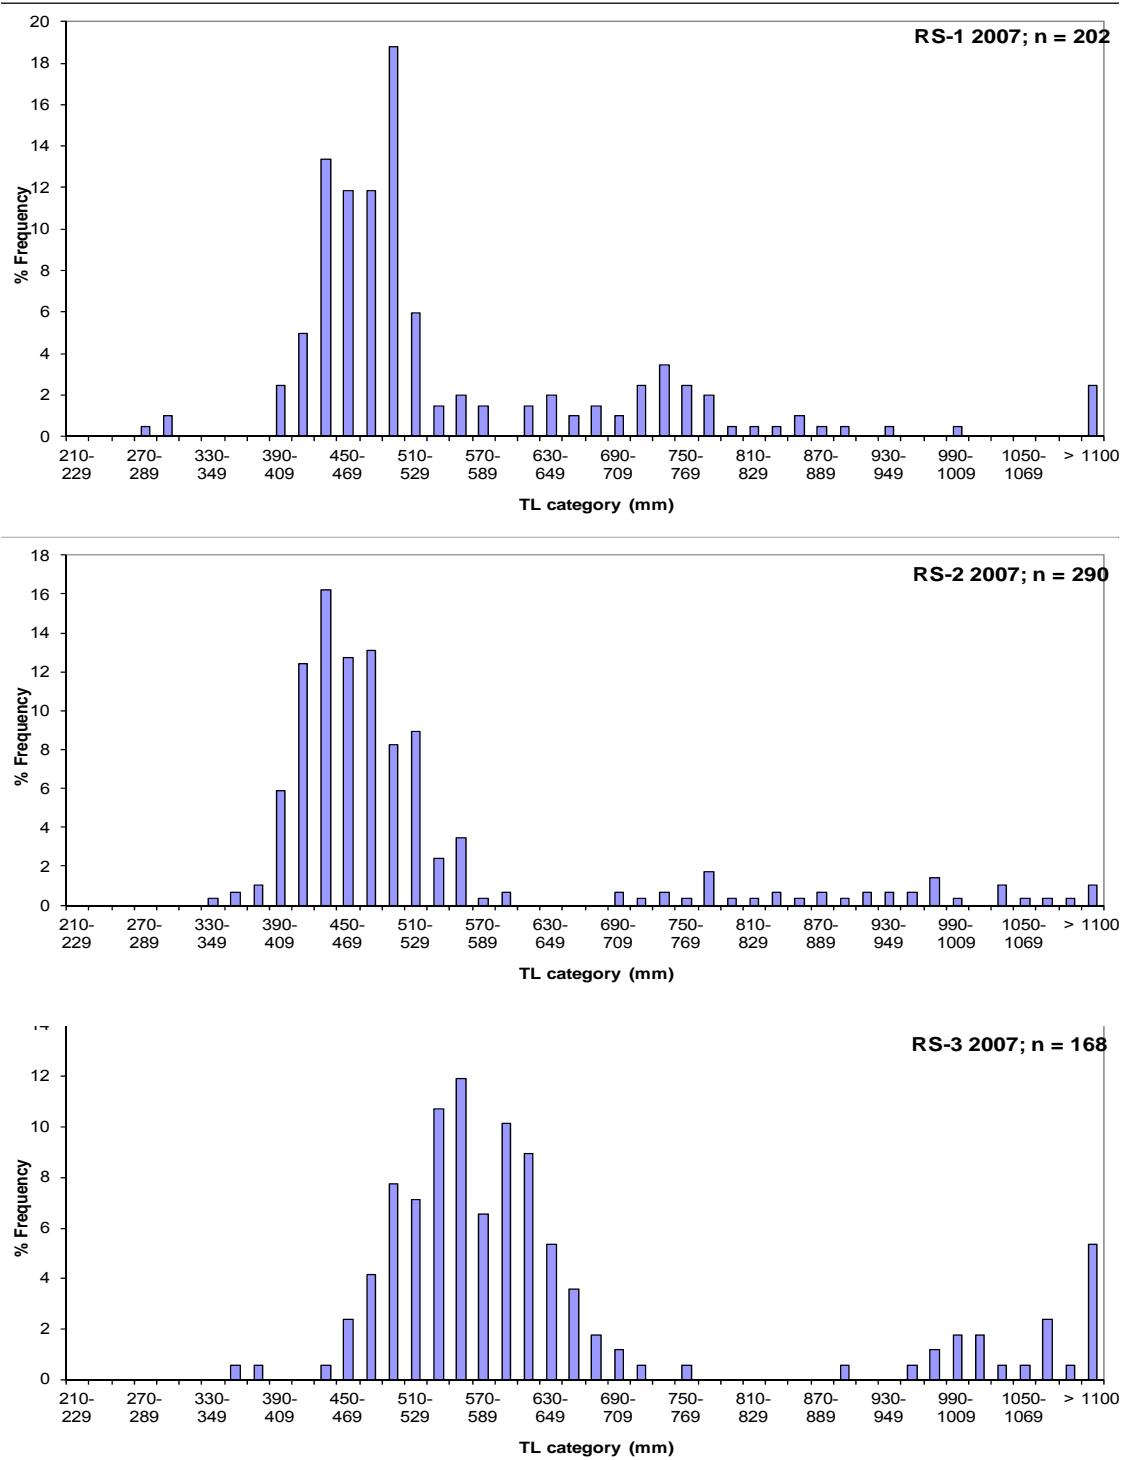 RS-1 2007; n = 202
% Frequency
20
18
16
14
12
10
8
6
4
2
0
210-229 270-289 330-349 390-409 450-469 510-529 570-589 630-649 690-709 750-769 810-829 870-889 930-949 990-1009 1050-1069 > 1100
TL category (mm)
RS-2 2007; n = 290
% Frequency
18
16
14
12
10
8
6
4
2
0
210-229 270-289 330-349 390-409 450-469 510-529 570-589 630-649 690-709 750-769 810-829 870-889 930-949 990-1009 1050-1069 > 1100
TL category (mm)
RS-3 2007; n = 168
% Frequency
14
12
10
8
6
4
2
0
210-229 270-289 330-349 390-409 450-469 510-529 570-589 630-649 690-709 750-769 810-829 870-889 930-949 990-1009 1050-1069 > 1100
TL category (mm)